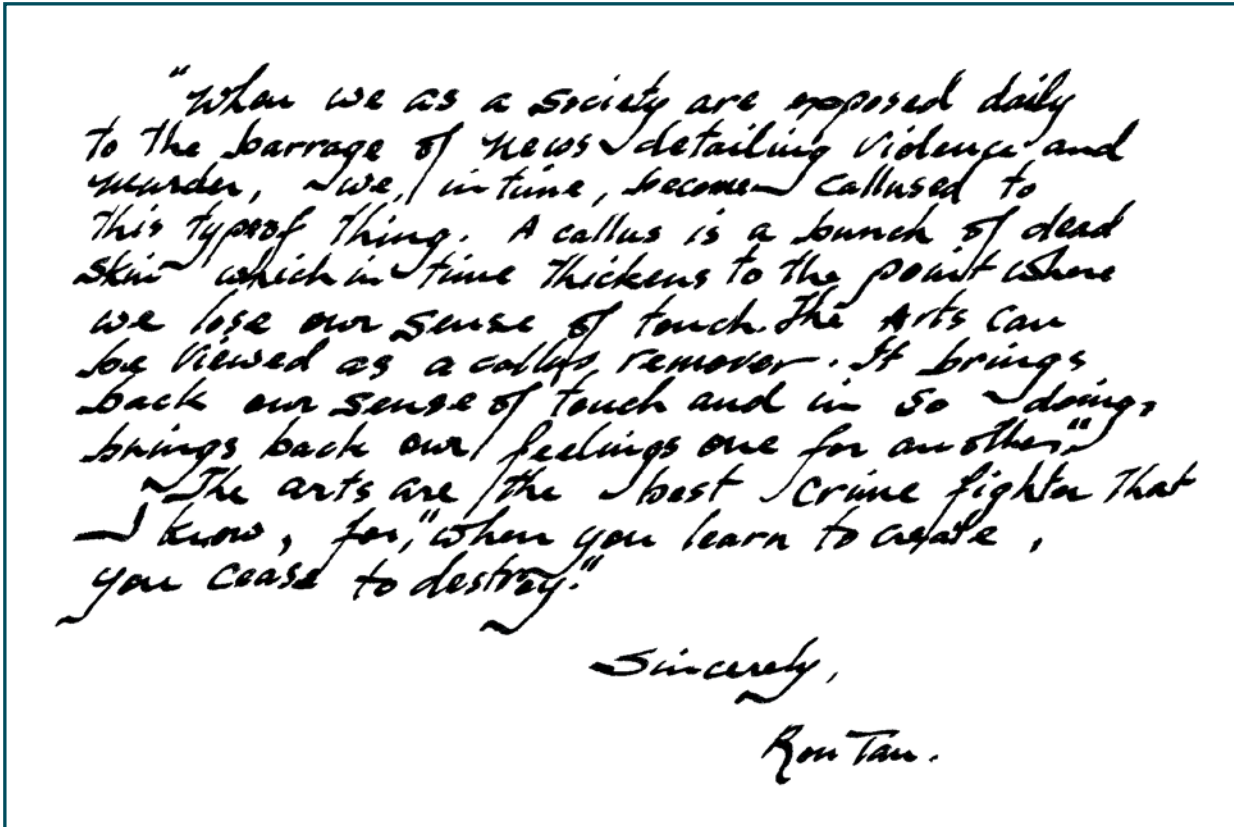 "When we as a society are exposed daily
to the barrage of news detailing violence and
murder, we, in time, become callused to
this type of thing. A callus is a bunch of dead
skin which in time thickens to the point where
we lose our sense of touch. The Arts can
be viewed as a callus remover. It brings
back our sense of touch and in so doing,
brings back our feelings one for another."
The arts are the best crime fighter that
I know, for, "when you learn to create,
you cease to destroy."
Sincerely,
Ron Tan.